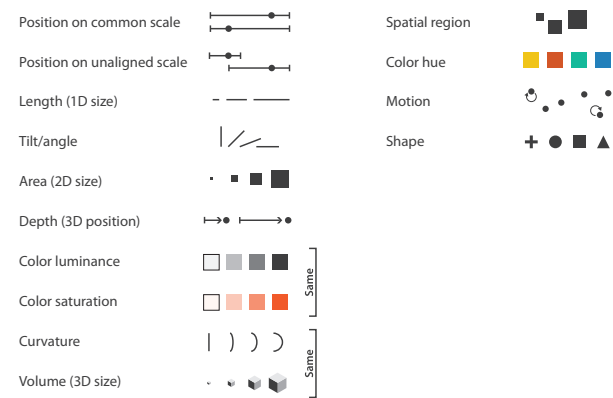 Position on common scale
Position on unaligned scale
Length (1D size)
Tilt/angle
Area (2D size)
Depth (3D position)
Color luminance
Color saturation
Same
Curvature
Volume (3D size)
Same
Spatial region
Color hue
Motion
Shape